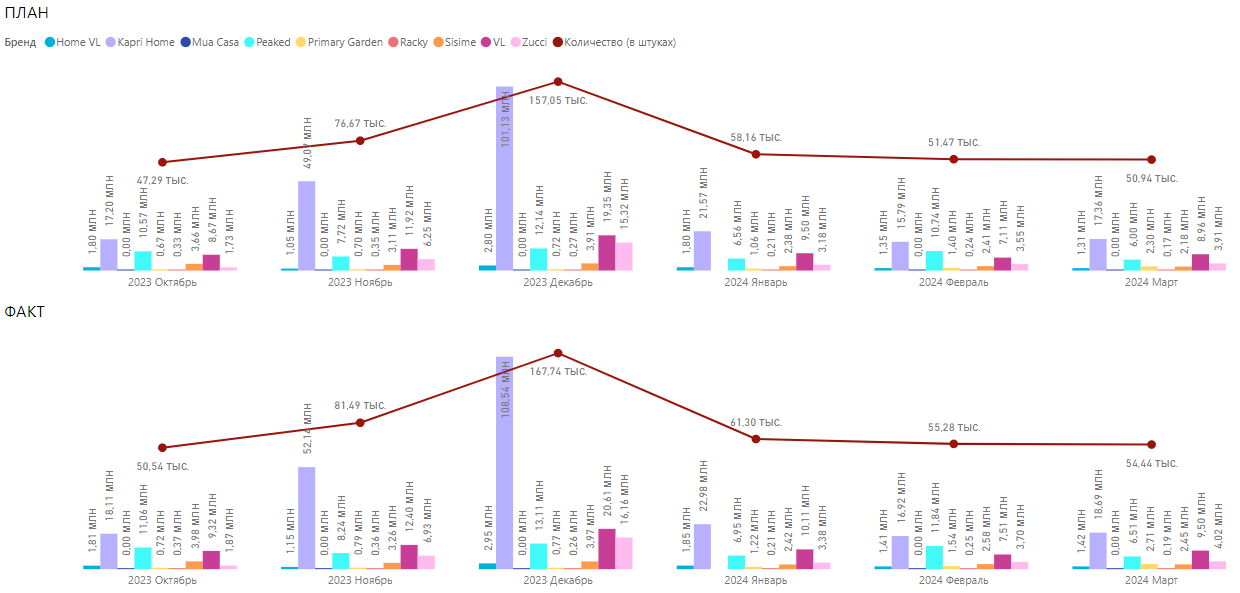 ПЛАН
Бренд Home VL Kapri Home Mua Casa Peaked Primary Garden Racky Sisime VL Zucci Количество (в штуках)
47,29 ТЫС. 76,67 ТЫС. 157,05 ТЫС. 58,16 ТЫС. 51,47 ТЫС. 50,94 ТЫС.
1,80 МЛН 17,20 МЛН 0,00 МЛН 10,57 МЛН 0,67 МЛН 0,33 МЛН 3,66 МЛН 8,67 МЛН 1,73 МЛН
1,05 МЛН 49,09 МЛН 0,00 МЛН 7,72 МЛН 0,70 МЛН 0,35 МЛН 3,11 МЛН 11,92 МЛН 6,25 МЛН
2,80 МЛН 101,13 МЛН 0,00 МЛН 12,14 МЛН 0,72 МЛН 0,27 МЛН 3,91 МЛН 19,35 МЛН 15,32 МЛН
1,80 МЛН 21,57 МЛН 6,56 МЛН 1,06 МЛН 0,21 МЛН 2,38 МЛН 9,50 МЛН 3,18 МЛН
1,35 МЛН 15,79 МЛН 0,00 МЛН 10,74 МЛН 1,40 МЛН 0,24 МЛН 2,41 МЛН 7,11 МЛН 3,55 МЛН
1,31 МЛН 17,36 МЛН 0,00 МЛН 6,00 МЛН 2,30 МЛН 0,17 МЛН 2,18 МЛН 8,96 МЛН 3,91 МЛН
2023 Октябрь 2023 Ноябрь 2023 Декабрь 2024 Январь 2024 Февраль 2024 Март
ФАКТ
50,54 ТЫС. 81,49 ТЫС. 167,74 ТЫС. 61,30 ТЫС. 55,28 ТЫС. 54,44 ТЫС.
1,81 МЛН 18,11 МЛН 0,00 МЛН 11,06 МЛН 0,72 МЛН 0,37 МЛН 3,98 МЛН 9,32 МЛН 1,87 МЛН
1,15 МЛН 52,14 МЛН 0,00 МЛН 8,24 МЛН 0,79 МЛН 0,36 МЛН 3,26 МЛН 12,40 МЛН 6,93 МЛН
2,95 МЛН 108,54 МЛН 0,00 МЛН 13,11 МЛН 0,77 МЛН 0,26 МЛН 3,97 МЛН 20,61 МЛН 16,16 МЛН
1,85 МЛН 22,98 МЛН 6,95 МЛН 1,22 МЛН 0,21 МЛН 2,42 МЛН 10,11 МЛН 3,38 МЛН
1,41 МЛН 16,92 МЛН 0,00 МЛН 11,84 МЛН 1,54 МЛН 0,25 МЛН 2,58 МЛН 7,51 МЛН 3,70 МЛН
1,42 МЛН 18,69 МЛН 0,00 МЛН 6,51 МЛН 2,71 МЛН 0,19 МЛН 2,45 МЛН 9,50 МЛН 4,02 МЛН
2023 Октябрь 2023 Ноябрь 2023 Декабрь 2024 Январь 2024 Февраль 2024 Март